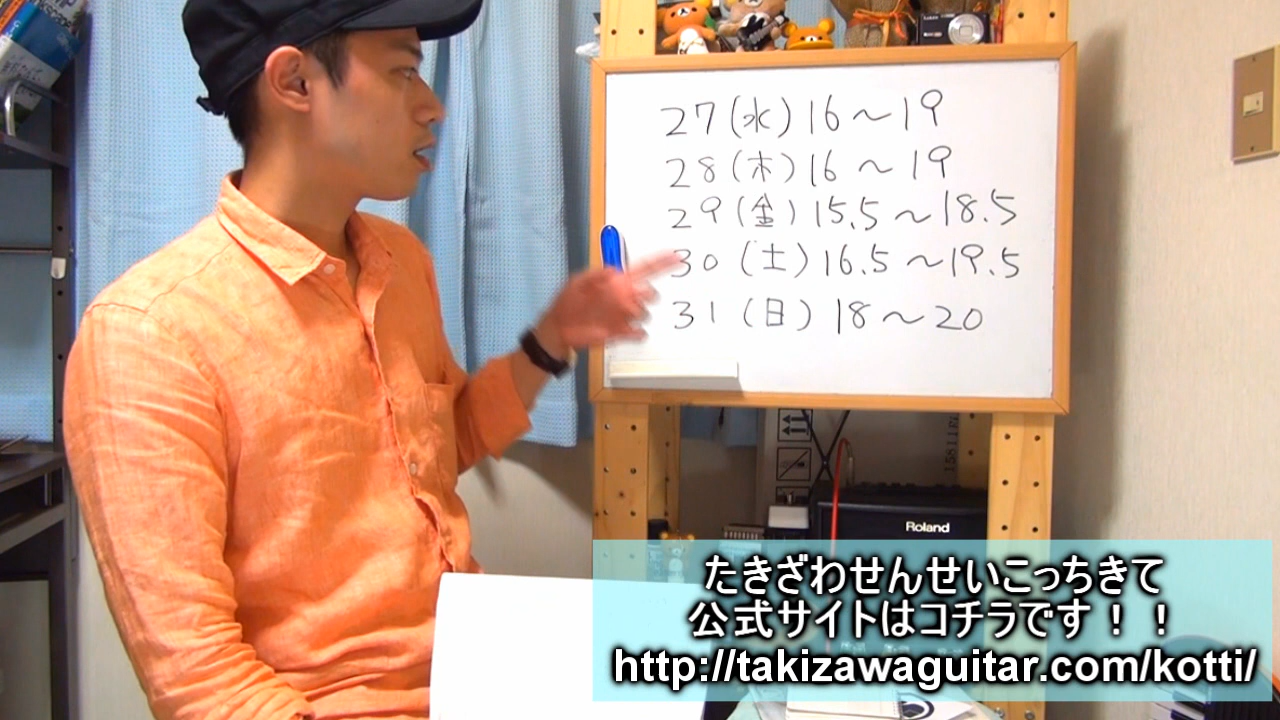 27(水)16〜19
28(木)16〜19
29(金)15.5〜18.5
30(土)16.5〜19.5
31(日)18〜20
Roland
たきざわせんせいこっちきて
公式サイトはコチラです！！
http://takizawaguitar.com/kotti/